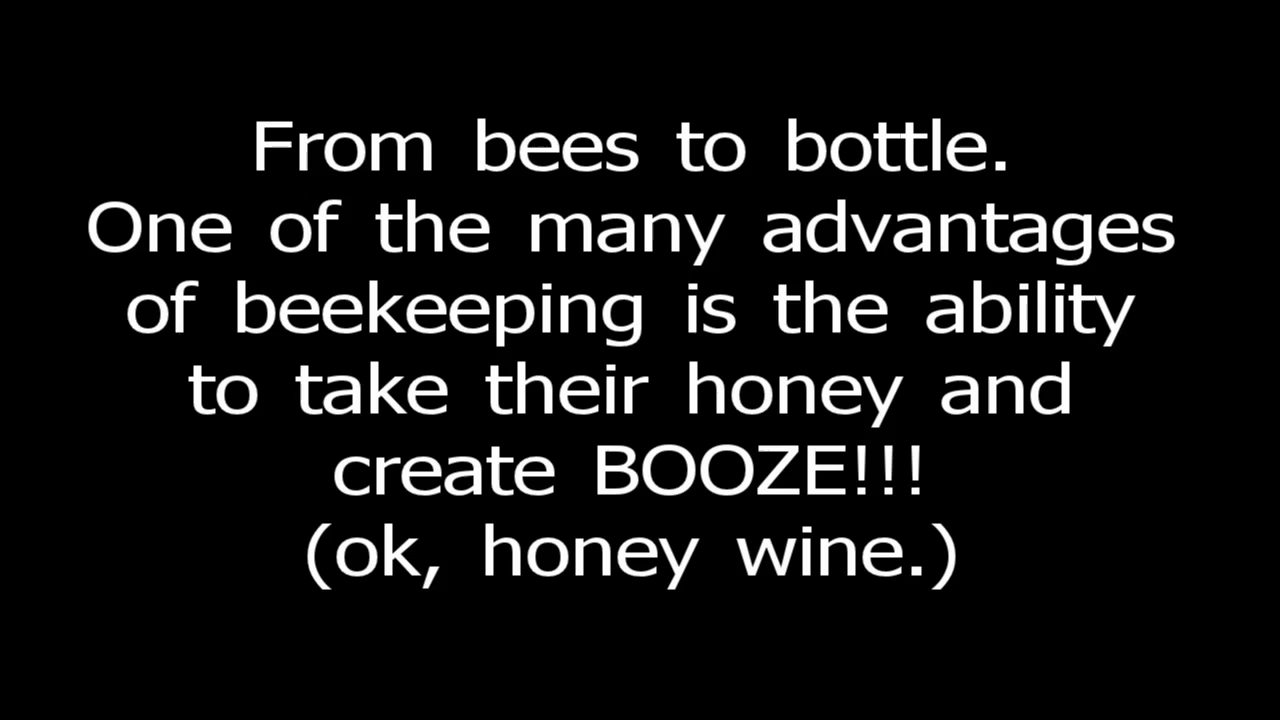 From bees to bottle.
One of the many advantages
of beekeeping is the ability
to take their honey and
create BOOZE!!!
(ok, honey wine.)